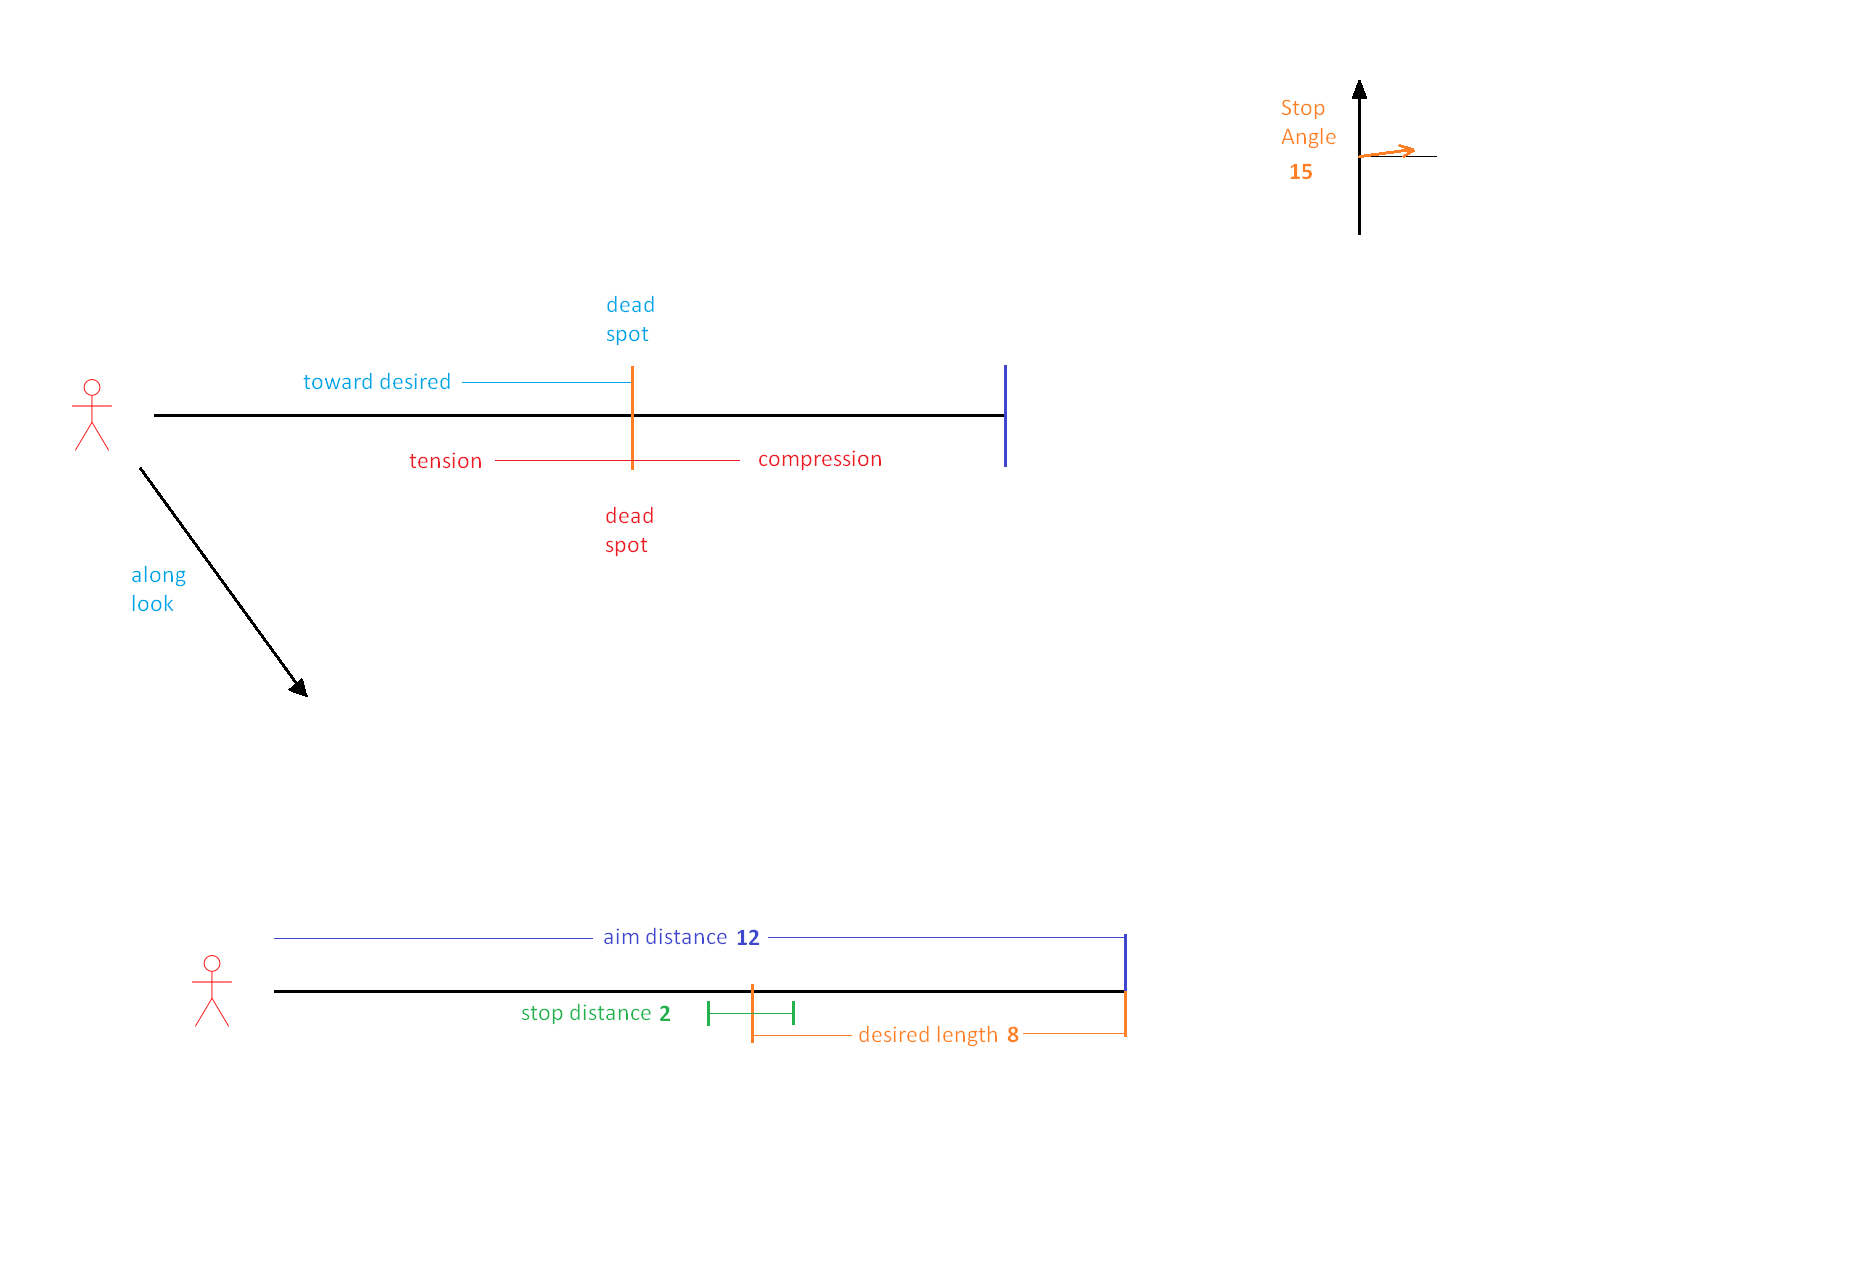 Stop
Angle
15
dead
spot
toward desired
tension
compression
dead
spot
along
look
aim distance 12
stop distance 2
desired length 8